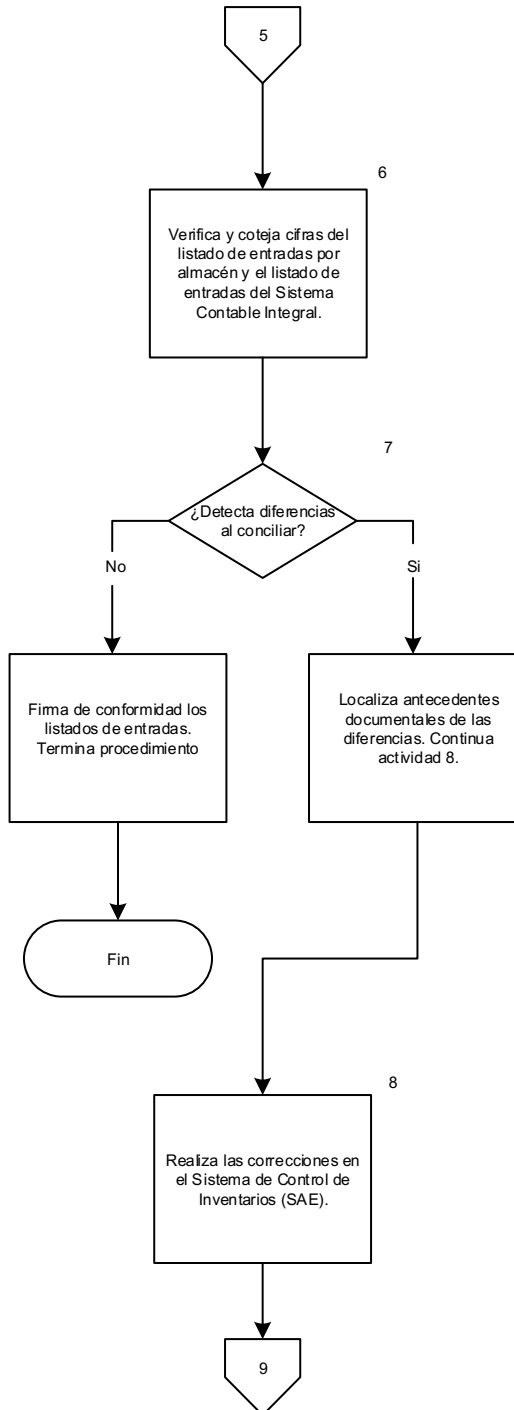 5
6
Verifica y coteja cifras del
listado de entradas por
almacén y el listado de
entradas del Sistema
Contable Integral.
7
¿Detecta diferencias
al conciliar?
No
Si
Firma de conformidad los
listados de entradas.
Termina procedimiento
Localiza antecedentes
documentales de las
diferencias. Continua
actividad 8.
Fin
8
Realiza las correcciones en
el Sistema de Control de
Inventarios (SAE).
9